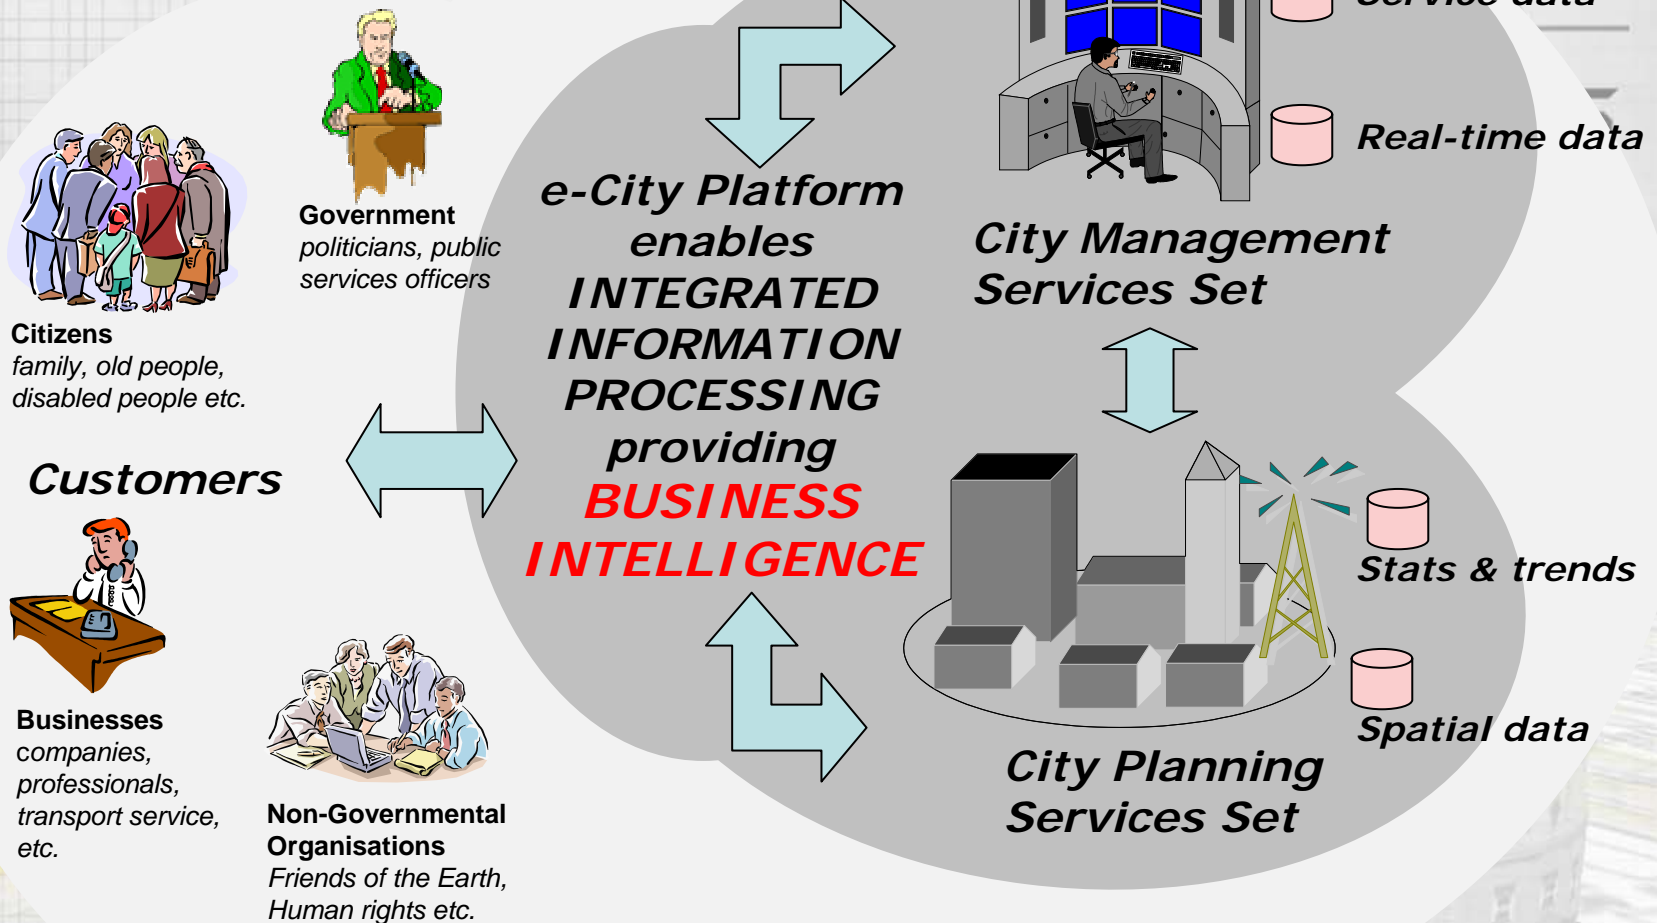 Service data
Real-time data
Government
politicians, public
services officers
e-City Platform
enables
INTEGRATED
INFORMATION
PROCESSING
providing
BUSINESS
INTELLIGENCE
City Management
Services Set
Citizens
family, old people,
disabled people etc.
Customers
Stats & trends
Spatial data
City Planning
Services Set
Businesses
companies,
professionals,
transport service,
etc.
Non-Governmental
Organisations
Friends of the Earth,
Human rights etc.